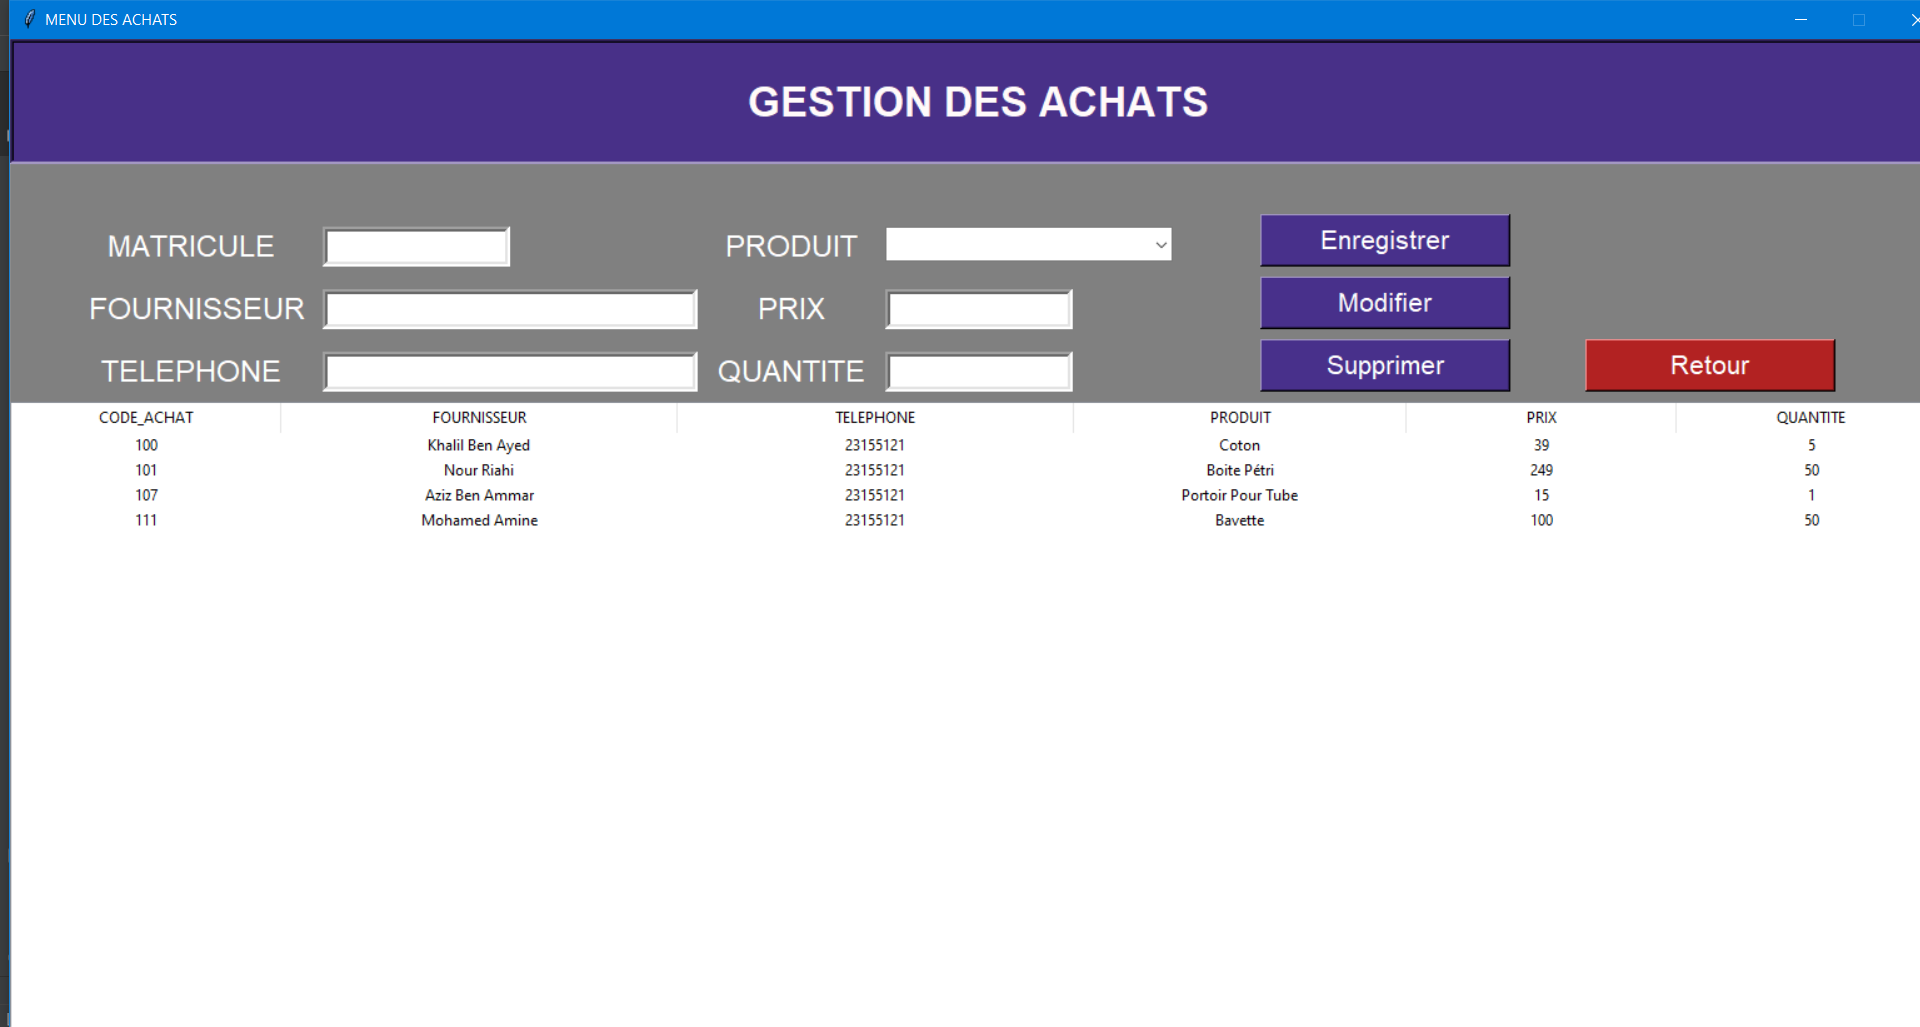 MENU DES ACHATS
GESTION DES ACHATS
MATRICULE PRODUIT Enregistrer
FOURNISSEUR PRIX Modifier
TELEPHONE QUANTITE Supprimer Retour
CODE_ACHAT FOURNISSEUR TELEPHONE PRODUIT PRIX QUANTITE
100 Khalil Ben Ayed 23155121 Coton 39 5
101 Nour Riahi 23155121 Boite Pétri 249 50
107 Aziz Ben Ammar 23155121 Portoir Pour Tube 15 1
111 Mohamed Amine 23155121 Bavette 100 50